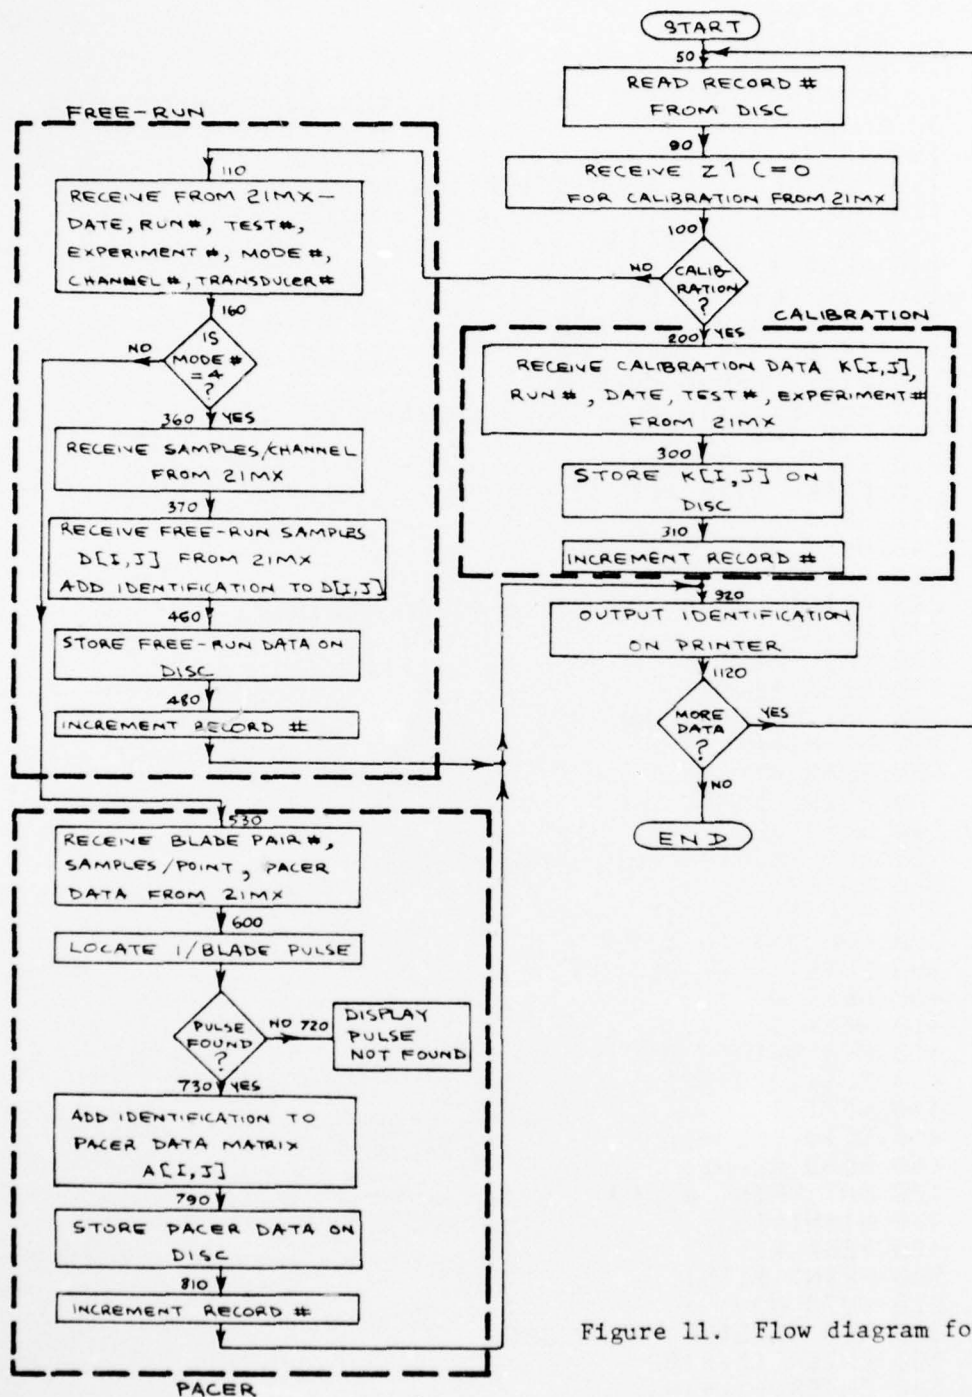 START
50
READ RECORD #
FROM DISC
90
RECEIVE Z1 (=0
FOR CALIBRATION FROM 21MX
100
CALIB-
RATION
?
NO
YES
CALIBRATION
200
RECEIVE CALIBRATION DATA K[I,J],
RUN #, DATE, TEST #, EXPERIMENT #
FROM 21MX
300
STORE K[I,J] ON
DISC
310
INCREMENT RECORD #
920
OUTPUT IDENTIFICATION
ON PRINTER
1120
MORE
DATA
?
YES
NO
END
FREE-RUN
110
RECEIVE FROM 21MX-
DATE, RUN#, TEST#,
EXPERIMENT #, MODE #,
CHANNEL #, TRANSDUCER#
160
IS
MODE #
= 4
?
NO
360 YES
RECEIVE SAMPLES/CHANNEL
FROM 21MX
370
RECEIVE FREE-RUN SAMPLES
D[I,J] FROM 21MX
ADD IDENTIFICATION TO D[I,J]
460
STORE FREE-RUN DATA ON
DISC
480
INCREMENT RECORD #
530
RECEIVE BLADE PAIR #,
SAMPLES/POINT, PACER
DATA FROM 21MX
600
LOCATE 1/BLADE PULSE
PULSE
FOUND
?
NO 720
DISPLAY
PULSE
NOT FOUND
730 YES
ADD IDENTIFICATION TO
PACER DATA MATRIX
A[I,J]
790
STORE PACER DATA ON
DISC
810
INCREMENT RECORD #
PACER
Figure 11. Flow diagram fo